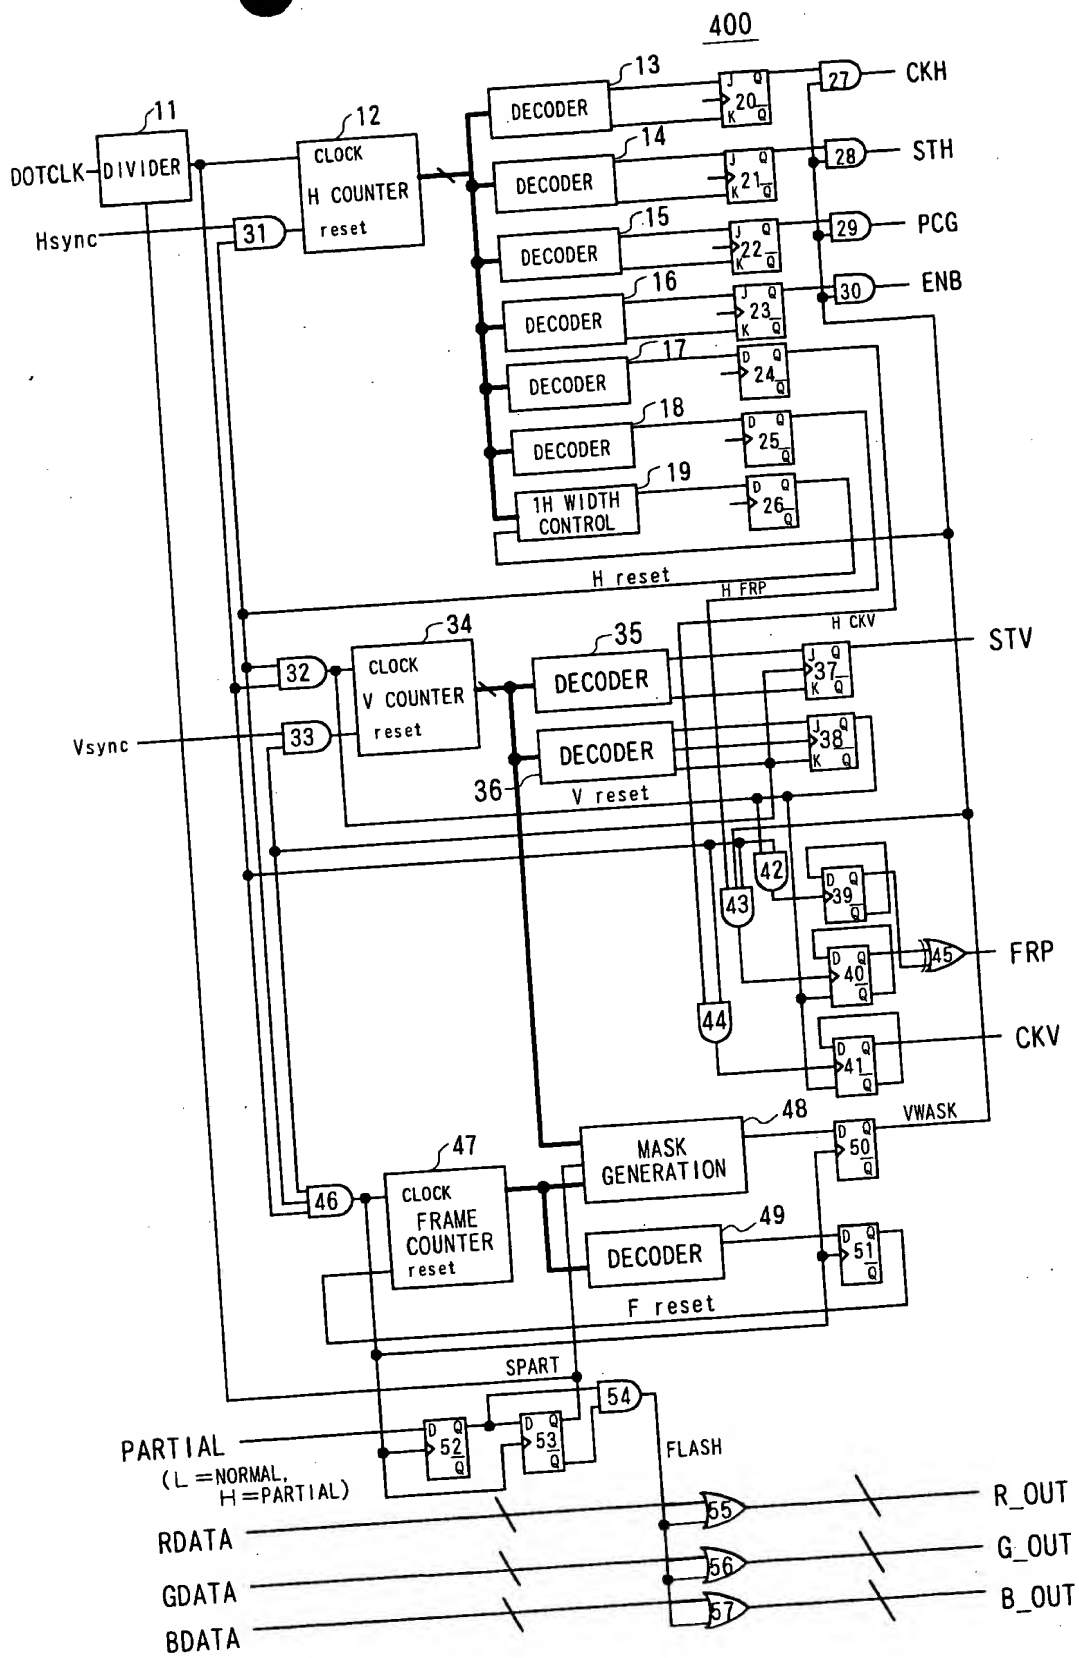 400
11
DOTCLK
DIVIDER
Hsync
31
12
CLOCK
H COUNTER
reset
13
DECODER
J Q
20
K Q
27
CKH
14
DECODER
J Q
21
K Q
28
STH
15
DECODER
J Q
22
K Q
29
PCG
16
DECODER
J Q
23
K Q
30
ENB
17
DECODER
D Q
24
Q
18
DECODER
D Q
25
Q
19
1H WIDTH
CONTROL
D Q
26
Q
H reset
H FRP
H CKV
32
Vsync
33
34
CLOCK
V COUNTER
reset
35
DECODER
J Q
37
K Q
STV
36
DECODER
J Q
38
K Q
V reset
42
43
44
D Q
39
Q
D Q
40
Q
45
FRP
D Q
41
Q
CKV
VWASK
46
47
CLOCK
FRAME
COUNTER
reset
48
MASK
GENERATION
D Q
50
Q
49
DECODER
D Q
51
Q
F reset
SPART
PARTIAL
(L=NORMAL,
H=PARTIAL)
D Q
52
Q
D Q
53
Q
54
FLASH
RDATA
55
R_OUT
GDATA
56
G_OUT
BDATA
57
B_OUT